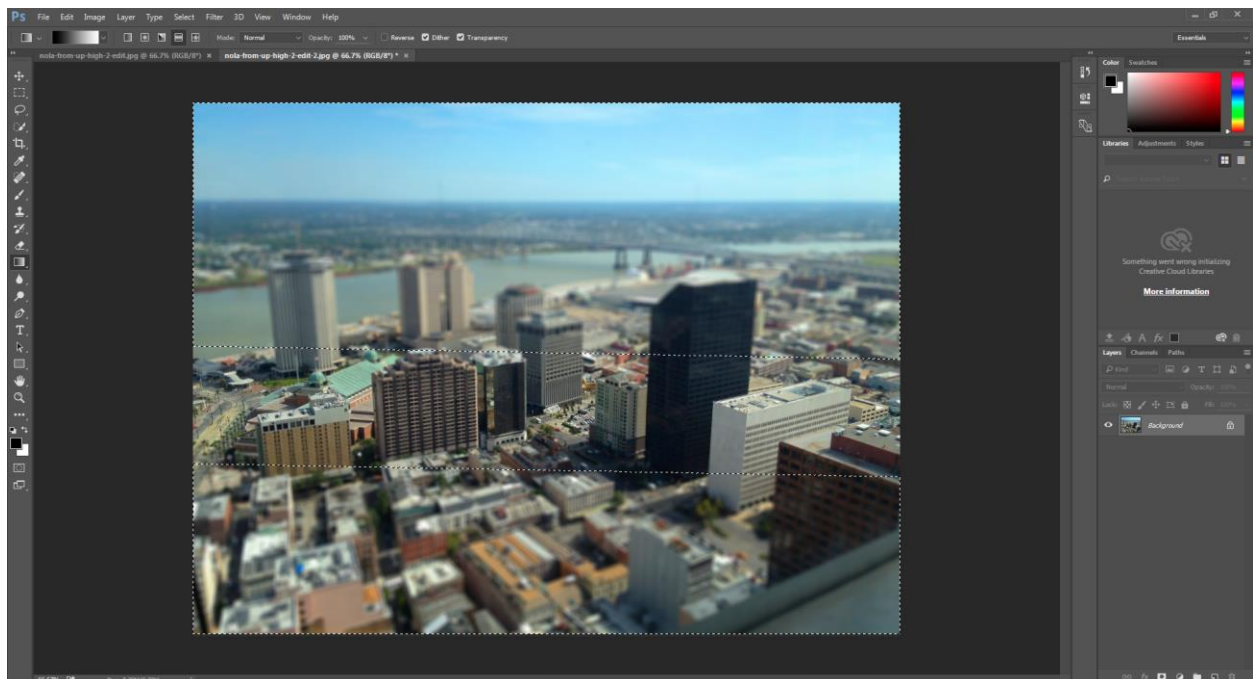 Ps File Edit Image Layer Type Select Filter 3D View Window Help
Mode: Normal Opacity: 100% Reverse Dither Transparency Essentials
nola-from-up-high-2-edit.jpg @ 66.7% (RGB/8*) × nola-from-up-high-2-edit-2.jpg @ 66.7% (RGB/8*) * ×
Color Swatches
Libraries Adjustments Styles
Something went wrong initializing
Creative Cloud Libraries
More information
Layers Channels Paths
Kind
Normal Opacity: 100%
Lock: Fill: 100%
Background